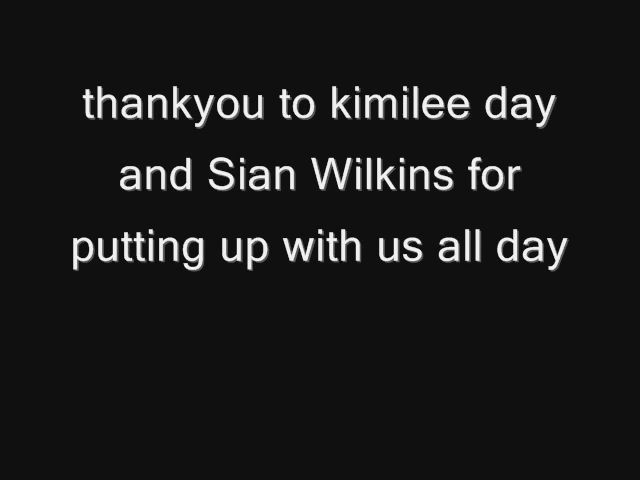 thankyou to kimilee day
and Sian Wilkins for
putting up with us all day